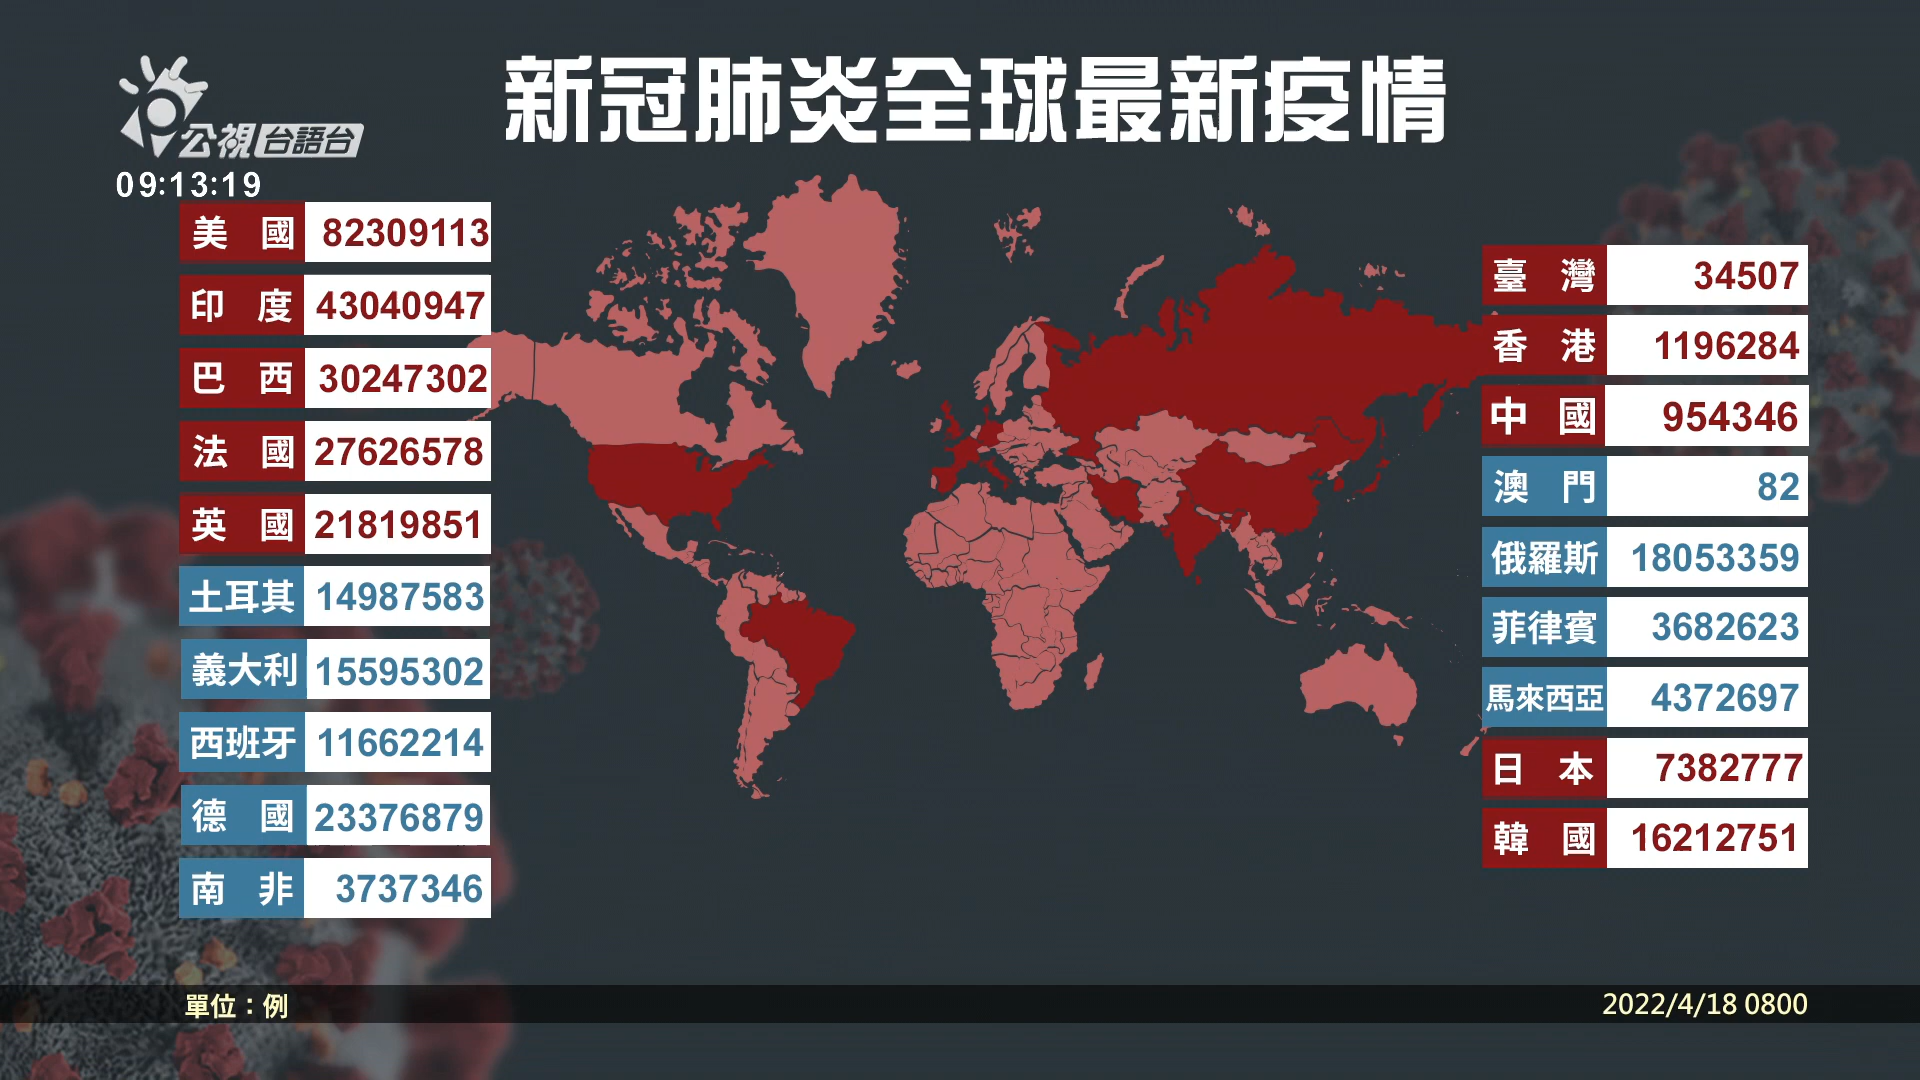 新冠肺炎全球最新疫情
公視台語台
09:13:19
美國 82309113
印度 43040947
巴西 30247302
法國 27626578
英國 21819851
土耳其 14987583
義大利 15595302
西班牙 11662214
德國 23376879
南非 3737346
臺灣 34507
香港 1196284
中國 954346
澳門 82
俄羅斯 18053359
菲律賓 3682623
馬來西亞 4372697
日本 7382777
韓國 16212751
單位：例
2022/4/18 0800